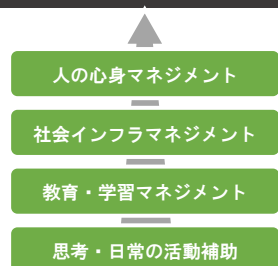 人の心身マネジメント
社会インフラマネジメント
教育・学習マネジメント
思考・日常の活動補助